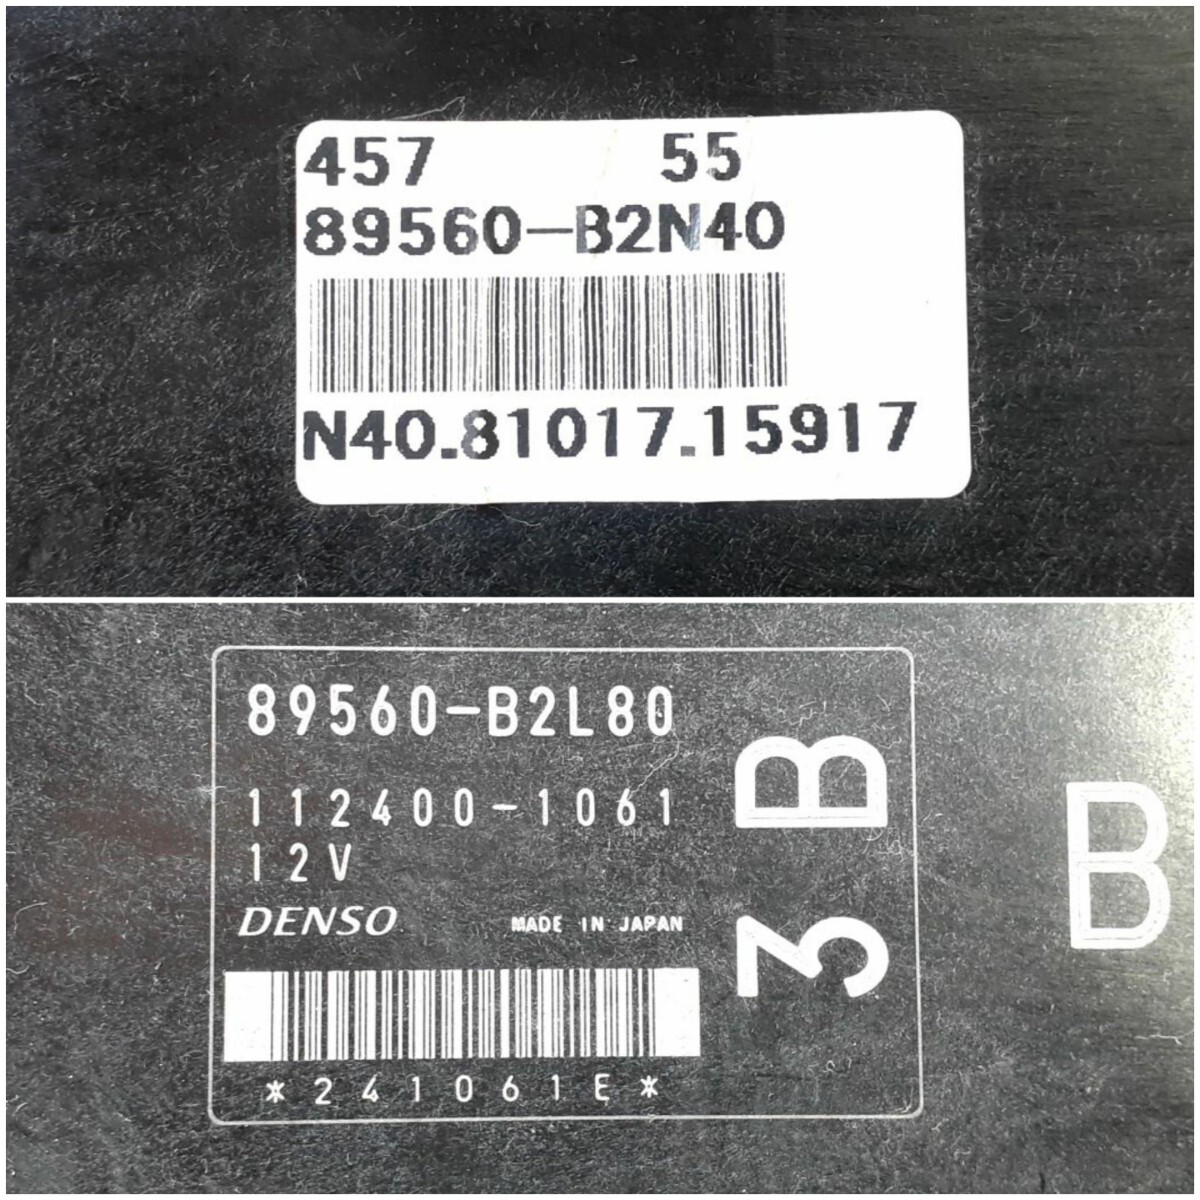 457 55
89560-B2N40
N40.81017.15917
89560-B2L80
112400-1061
12V
DENSO MADE IN JAPAN
*241061E*
3B
B